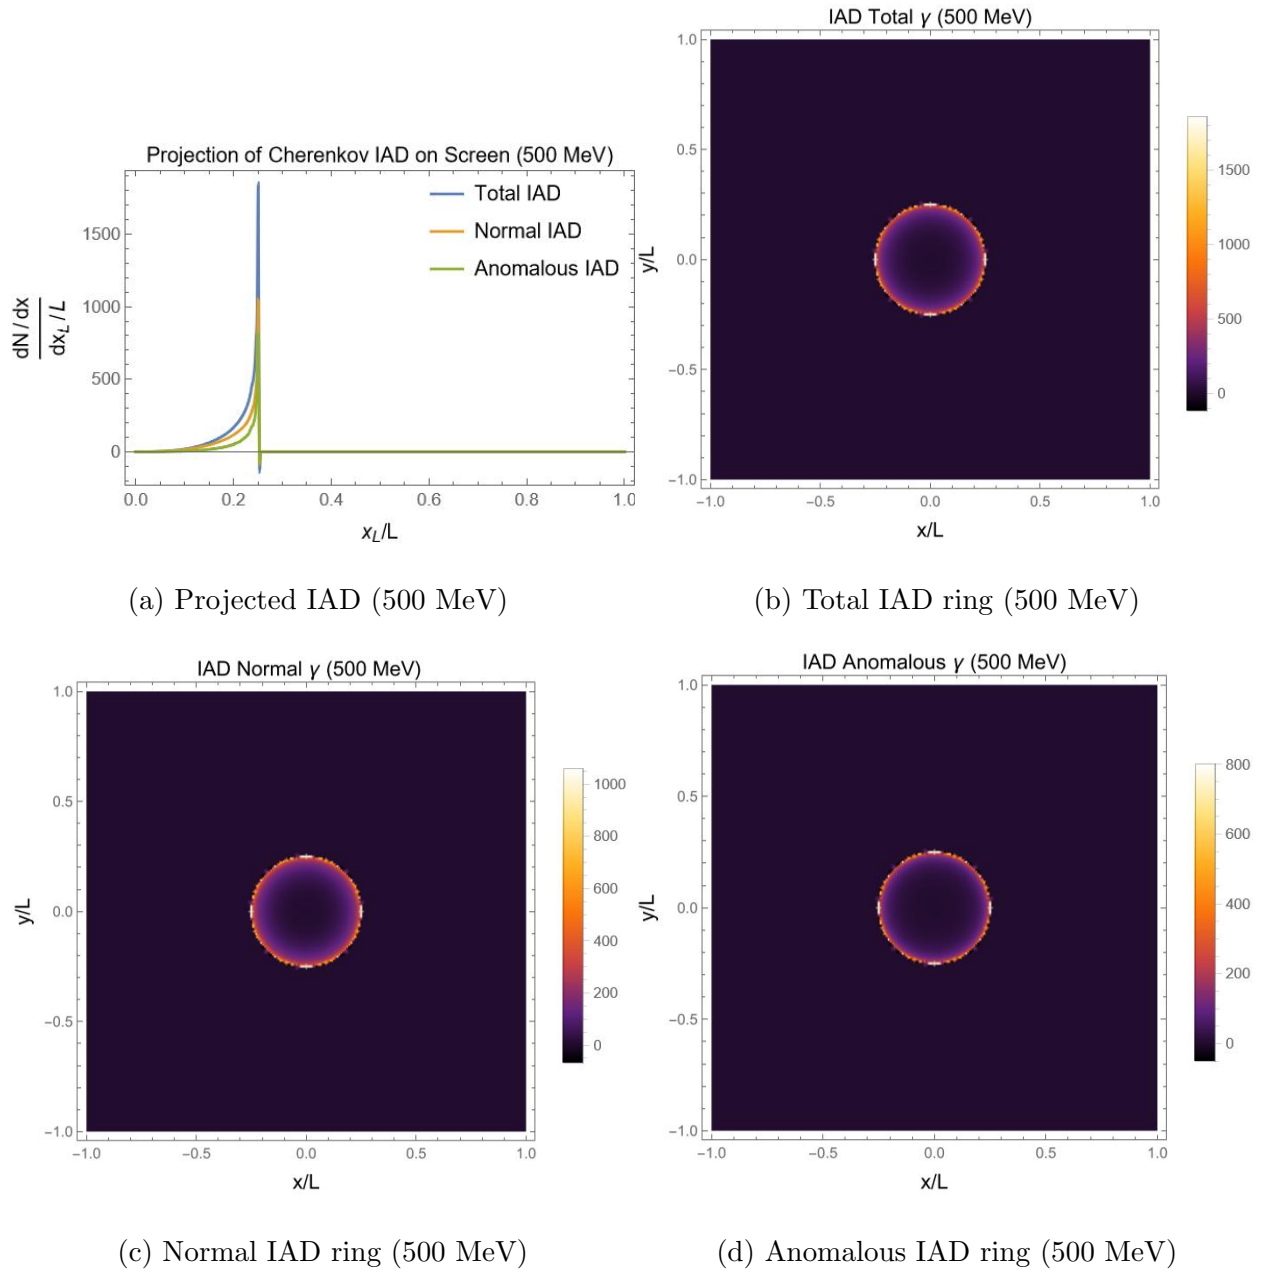 Projection of Cherenkov IAD on Screen (500 MeV)
Total IAD
Normal IAD
Anomalous IAD
dN / dx
dx_L / L
1500
1000
500
0
0.0 0.2 0.4 0.6 0.8 1.0
x_L/L
(a) Projected IAD (500 MeV)
IAD Total γ (500 MeV)
1.0
0.5
0.0
−0.5
−1.0
y/L
−1.0 −0.5 0.0 0.5 1.0
x/L
1500
1000
500
0
(b) Total IAD ring (500 MeV)
IAD Normal γ (500 MeV)
1.0
0.5
0.0
−0.5
−1.0
y/L
−1.0 −0.5 0.0 0.5 1.0
x/L
1000
800
600
400
200
0
(c) Normal IAD ring (500 MeV)
IAD Anomalous γ (500 MeV)
1.0
0.5
0.0
−0.5
−1.0
y/L
−1.0 −0.5 0.0 0.5 1.0
x/L
800
600
400
200
0
(d) Anomalous IAD ring (500 MeV)